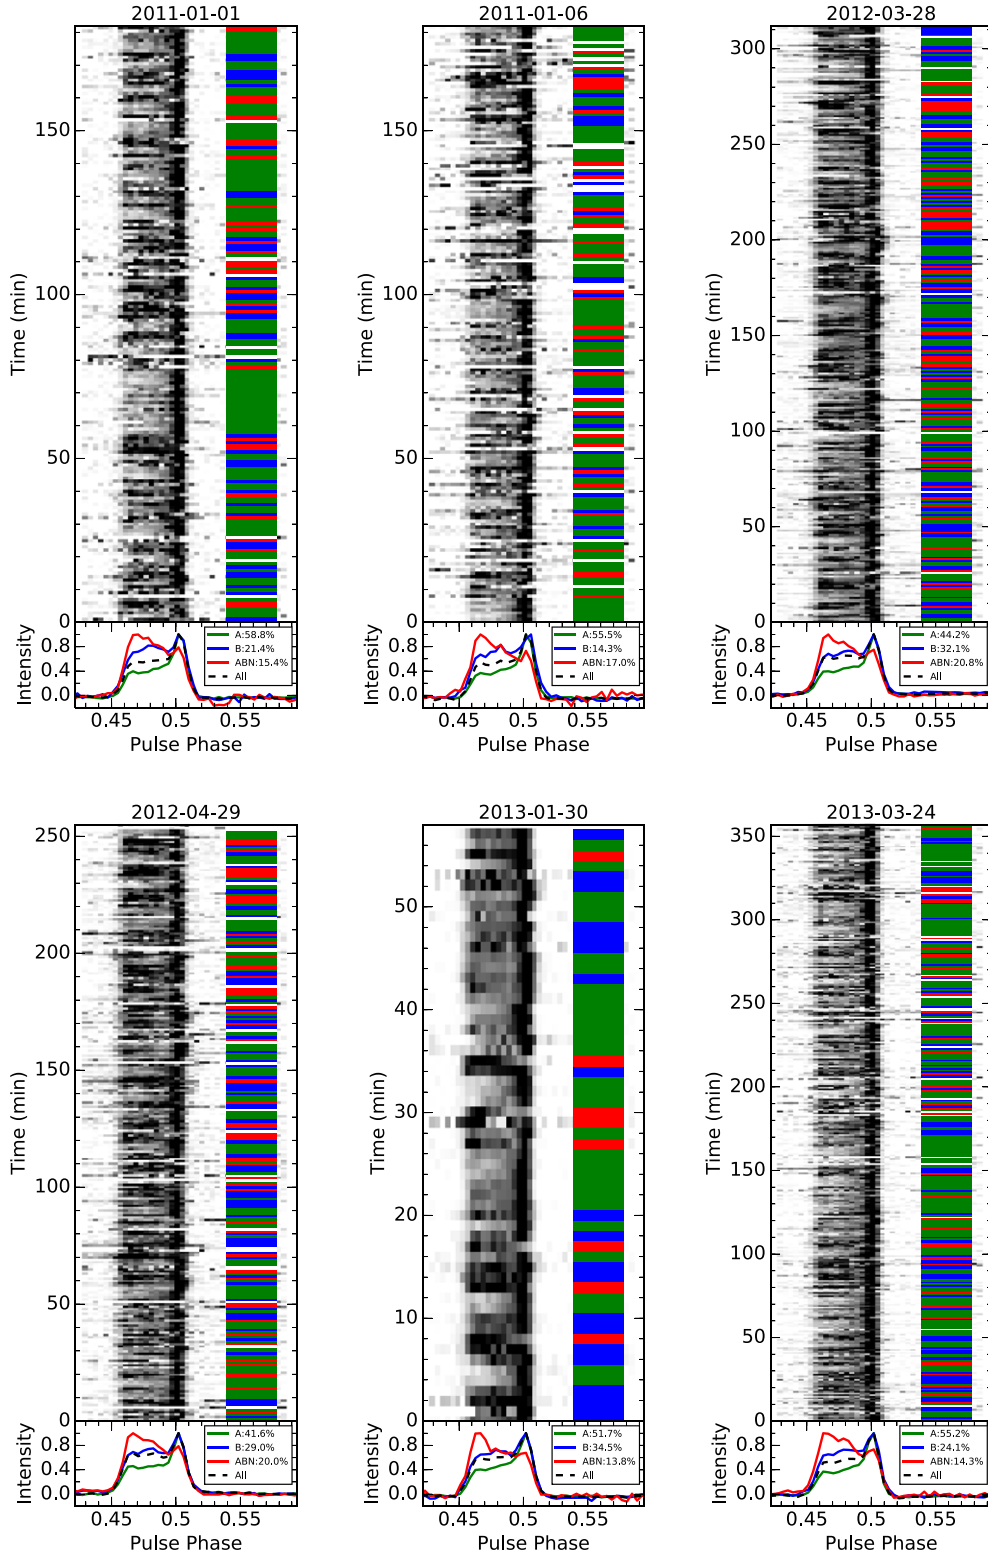 2011-01-01
Time (min)
150
100
50
0
Intensity
0.8
0.4
0.0
A:58.8%
B:21.4%
ABN:15.4%
All
0.45
0.5
0.55
Pulse Phase
2011-01-06
Time (min)
150
100
50
0
Intensity
0.8
0.4
0.0
A:55.5%
B:14.3%
ABN:17.0%
All
0.45
0.5
0.55
Pulse Phase
2012-03-28
Time (min)
300
250
200
150
100
50
0
Intensity
0.8
0.4
0.0
A:44.2%
B:32.1%
ABN:20.8%
All
0.45
0.5
0.55
Pulse Phase
2012-04-29
Time (min)
250
200
150
100
50
0
Intensity
0.8
0.4
0.0
A:41.6%
B:29.0%
ABN:20.0%
All
0.45
0.5
0.55
Pulse Phase
2013-01-30
Time (min)
50
40
30
20
10
0
Intensity
0.8
0.4
0.0
A:51.7%
B:34.5%
ABN:13.8%
All
0.45
0.5
0.55
Pulse Phase
2013-03-24
Time (min)
350
300
250
200
150
100
50
0
Intensity
0.8
0.4
0.0
A:55.2%
B:24.1%
ABN:14.3%
All
0.45
0.5
0.55
Pulse Phase